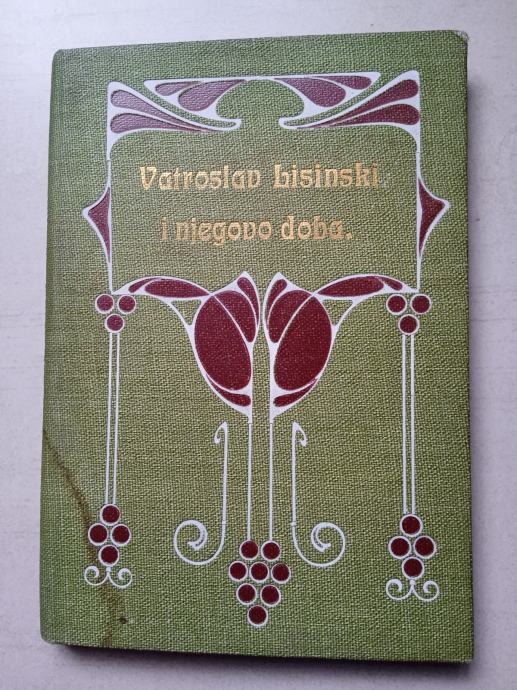 Vatroslav Lisinski
i njegovo doba.